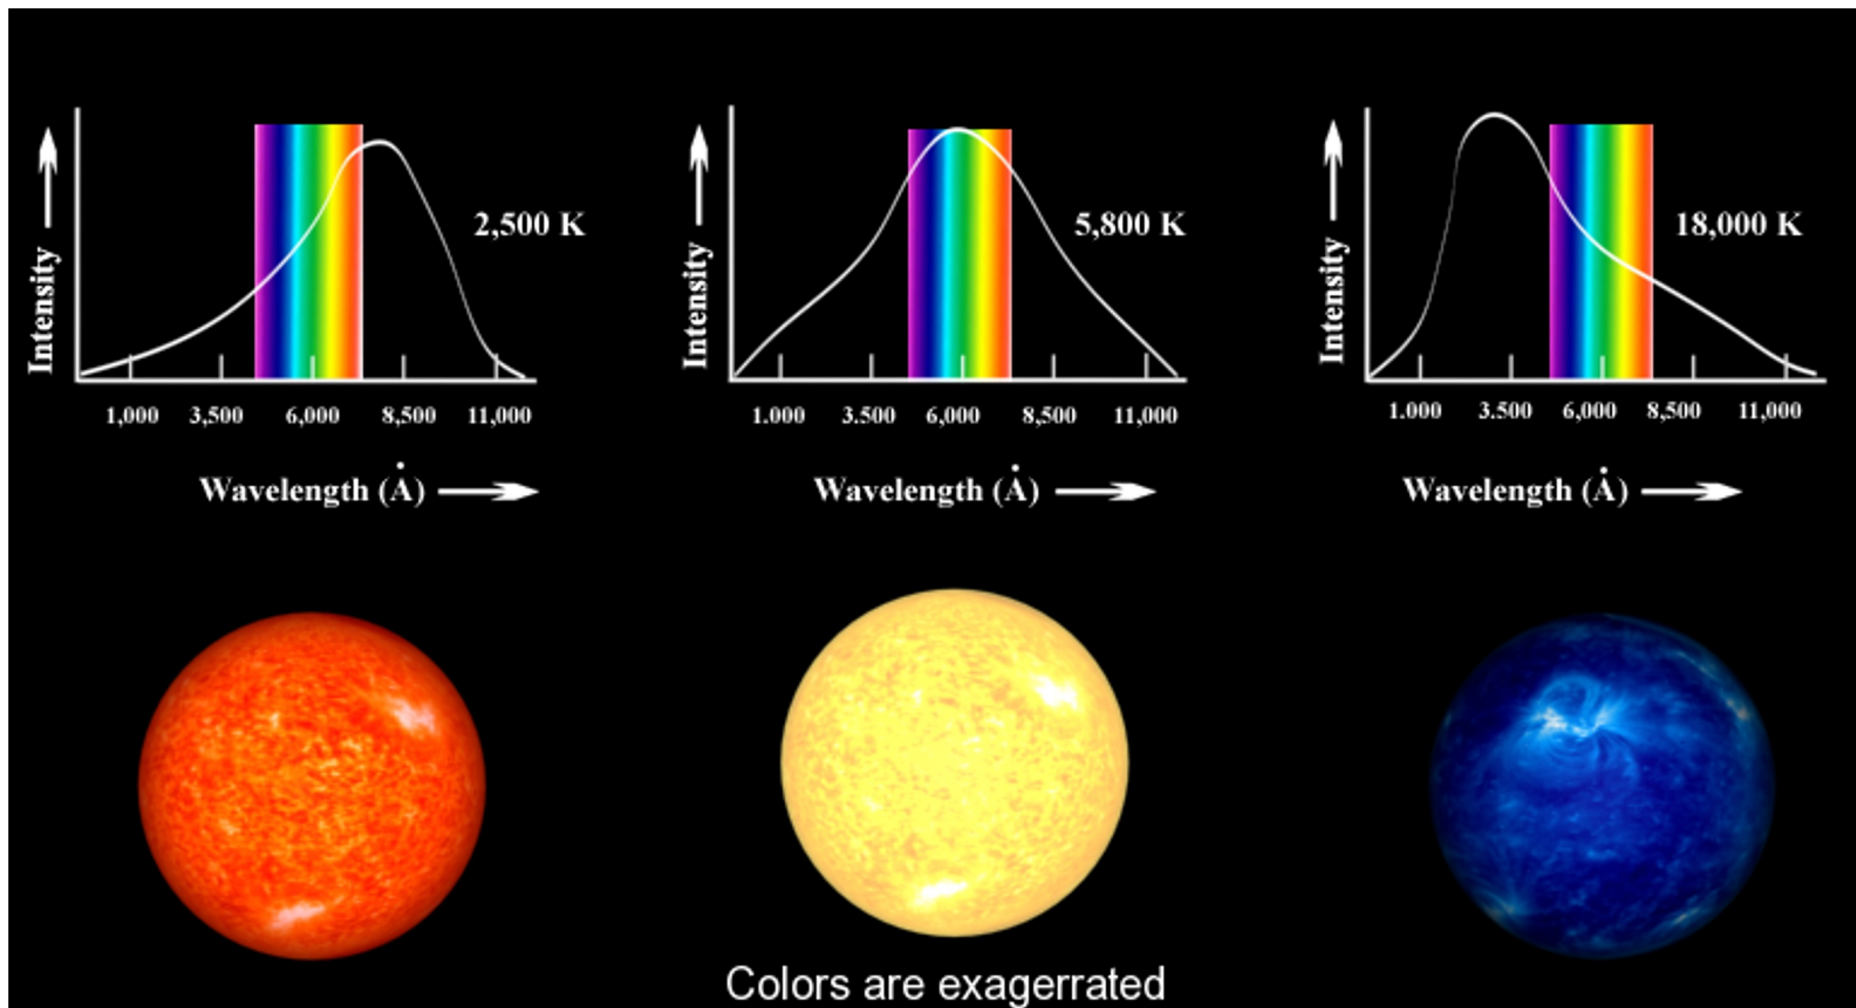 Intensity
2,500 K
1,000 3,500 6,000 8,500 11,000
Wavelength (Å)
Intensity
5,800 K
1.000 3.500 6,000 8,500 11,000
Wavelength (Å)
Intensity
18,000 K
1.000 3.500 6,000 8,500 11,000
Wavelength (Å)
Colors are exagerrated